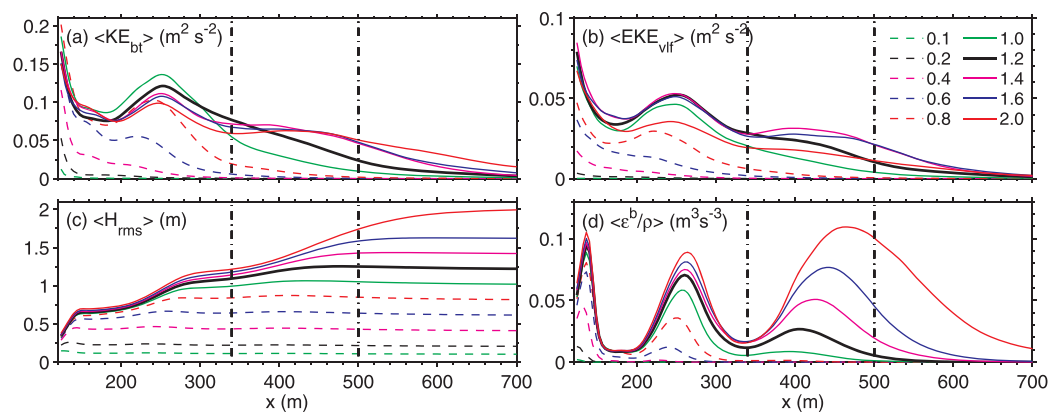 (a) <KE_bt> (m² s⁻²)
0.2
0.15
0.1
0.05
0
(b) <EKE_vlf> (m² s⁻²)
0.1
0.05
0
0.1 1.0
0.2 1.2
0.4 1.4
0.6 1.6
0.8 2.0
(c) <H_rms> (m)
2
1.5
1
0.5
0
200 300 400 500 600 700
x (m)
(d) <ε^b/ρ> (m³s⁻³)
0.1
0.05
0
200 300 400 500 600 700
x (m)